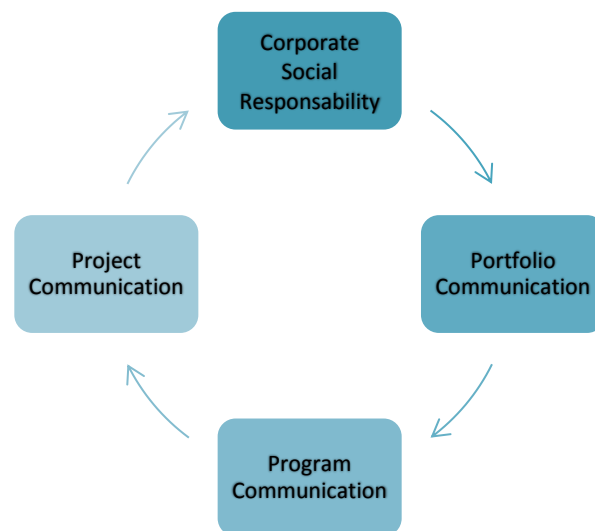 Corporate
Social
Responsability
Project
Communication
Portfolio
Communication
Program
Communication